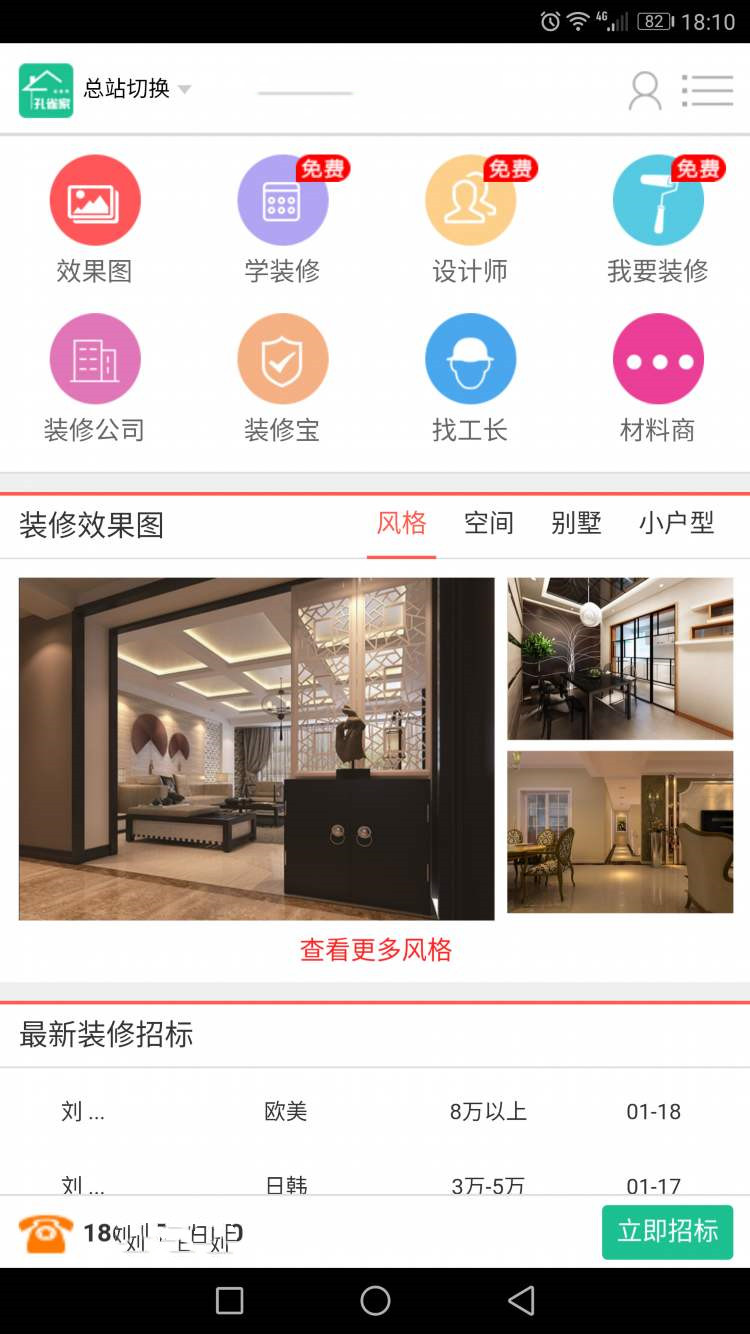 4G 82 18:10
孔雀家 总站切换
免费 免费 免费
效果图 学装修 设计师 我要装修
装修公司 装修宝 找工长 材料商
装修效果图 风格 空间 别墅 小户型
查看更多风格
最新装修招标
刘 ... 欧美 8万以上 01-18
刘 ... 日韩 3万-5万 01-17
18
立即招标